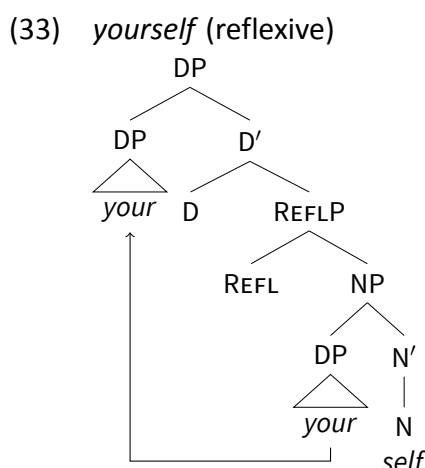 (33) yourself (reflexive)
DP
DP D′
your D REFLP
REFL NP
DP N′
your N
self